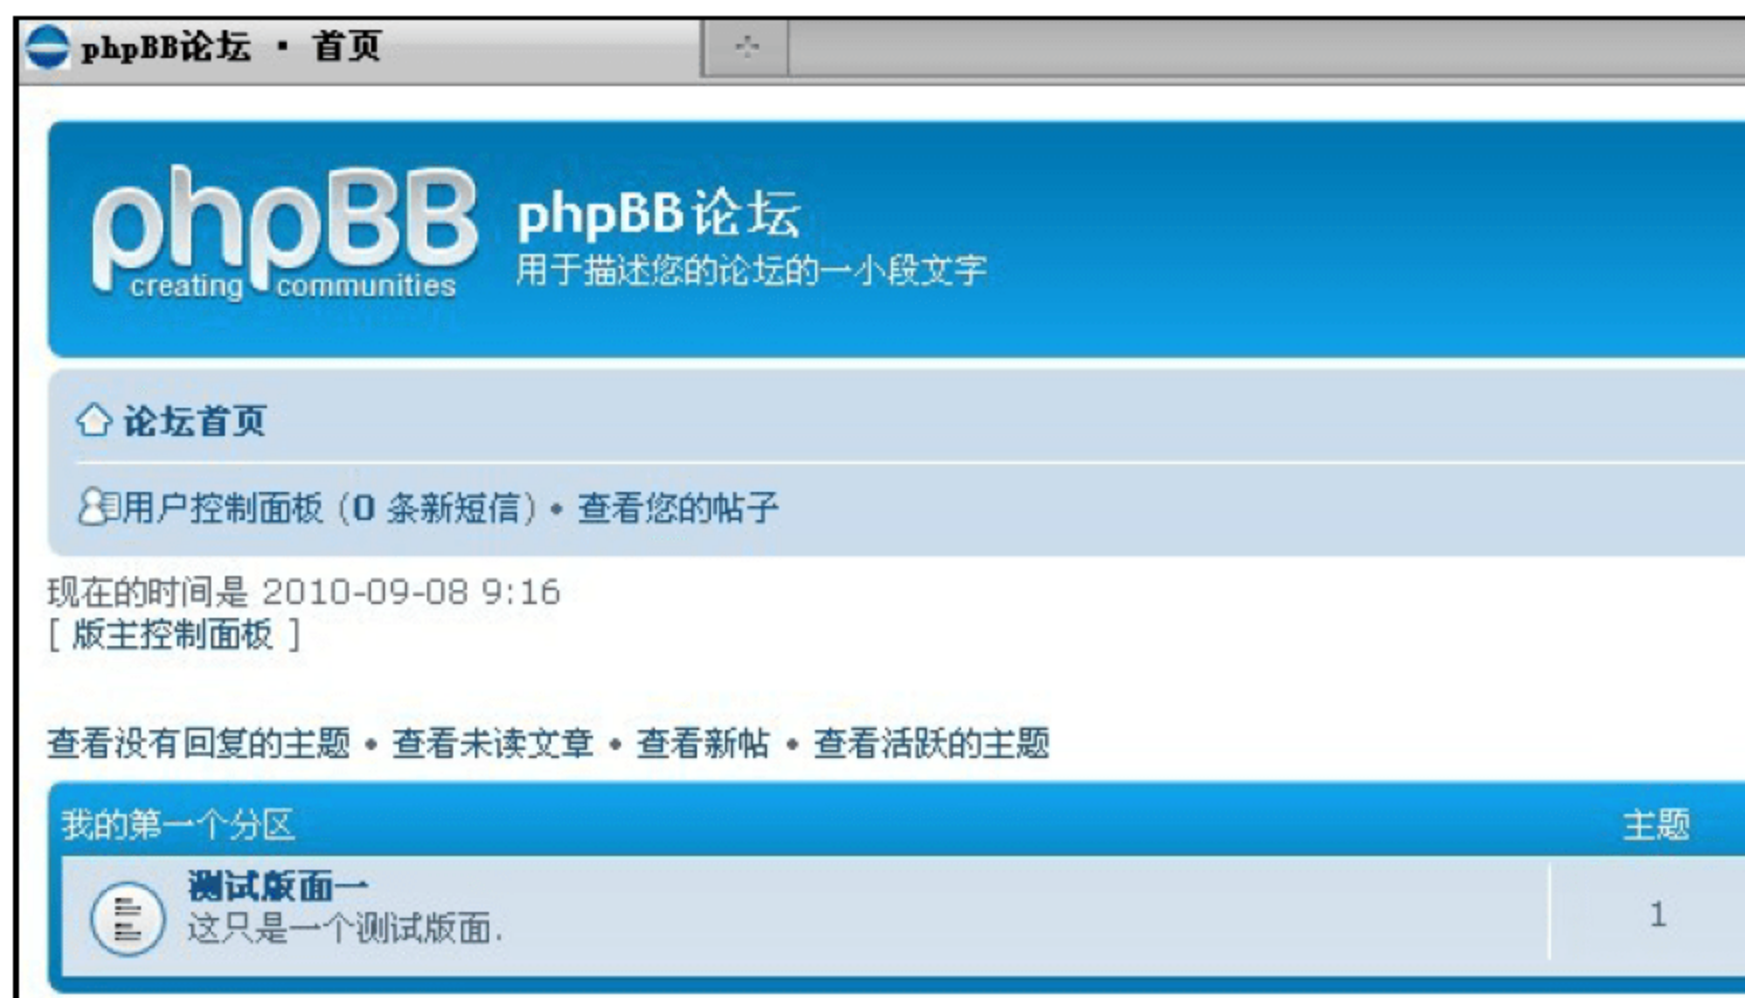 phpBB论坛 • 首页
phpBB
creating communities
phpBB论坛
用于描述您的论坛的一小段文字
论坛首页
用户控制面板 (0 条新短信) • 查看您的帖子
现在的时间是 2010-09-08 9:16
[ 版主控制面板 ]
查看没有回复的主题 • 查看未读文章 • 查看新帖 • 查看活跃的主题
我的第一个分区 主题
测试版面一
这只是一个测试版面.
1